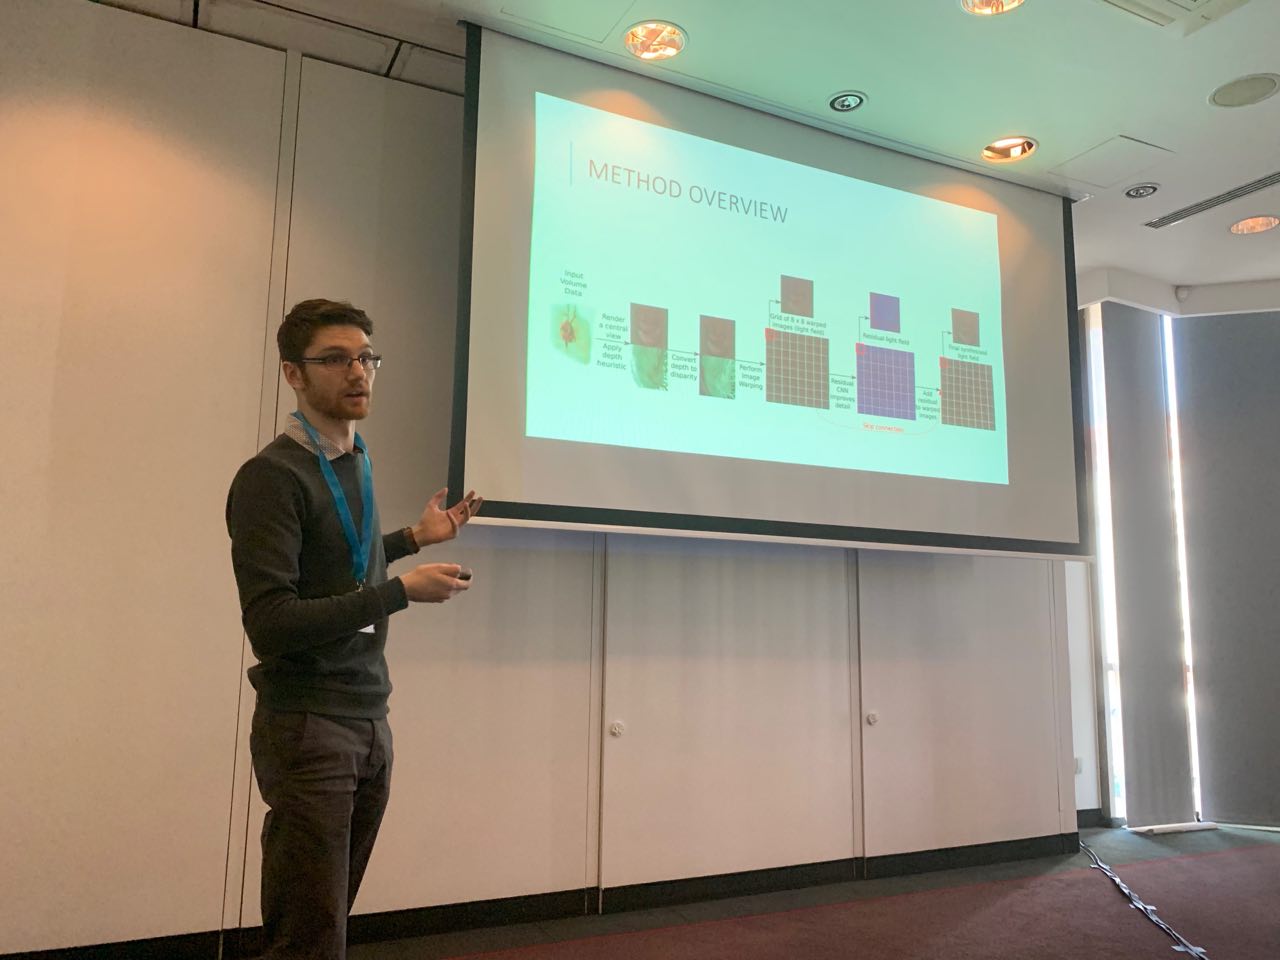 METHOD OVERVIEW
Input
Volume
Data
Render
a central
view
Apply
depth
heuristic
Convert
depth to
disparity
Perform
Image
Warping
Grid of 8 x 8 warped
images (light field)
Residual
CNN
improves
detail
Residual light field
Add
residual
to warped
images
Final synthesised
light field
Skip connection